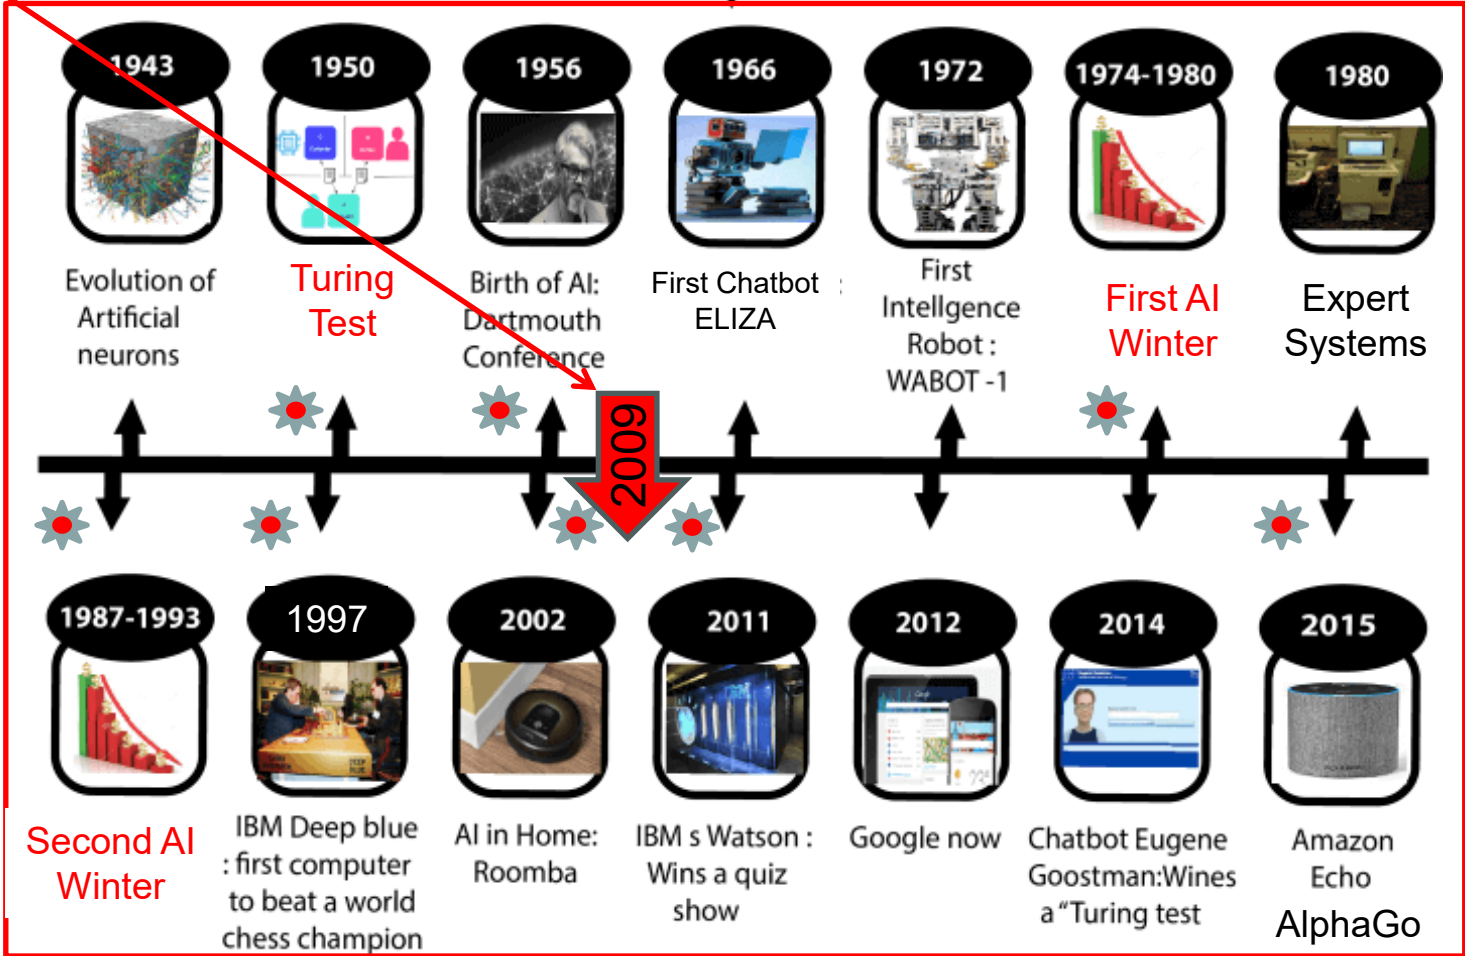 1943
1950
1956
1966
1972
1974-1980
1980
Evolution of
Artificial
neurons
Turing
Test
Birth of AI:
Dartmouth
Conference
First Chatbot :
ELIZA
First
Intellgence
Robot :
WABOT -1
First AI
Winter
Expert
Systems
2009
1987-1993
1997
2002
2011
2012
2014
2015
IBM
Second AI
Winter
IBM Deep blue
: first computer
to beat a world
chess champion
AI in Home:
Roomba
IBM s Watson :
Wins a quiz
show
Google now
Chatbot Eugene
Goostman:Wines
a "Turing test
Amazon
Echo
AlphaGo